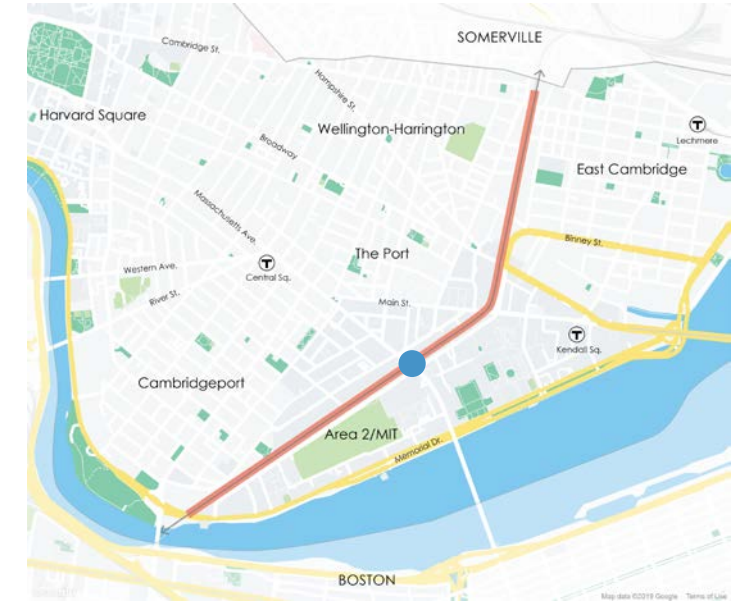 SOMERVILLE
Cambridge St.
Hampshire St.
Harvard Square
Wellington-Harrington
T
Lechmere
Broadway
East Cambridge
Massachusetts Ave.
Binney St.
The Port
Western Ave.
T
Central Sq.
River St.
Main St.
T
Kendall Sq.
Cambridgeport
Area 2/MIT
Memorial Dr.
BOSTON
Map data ©2019 Google Terms of Use